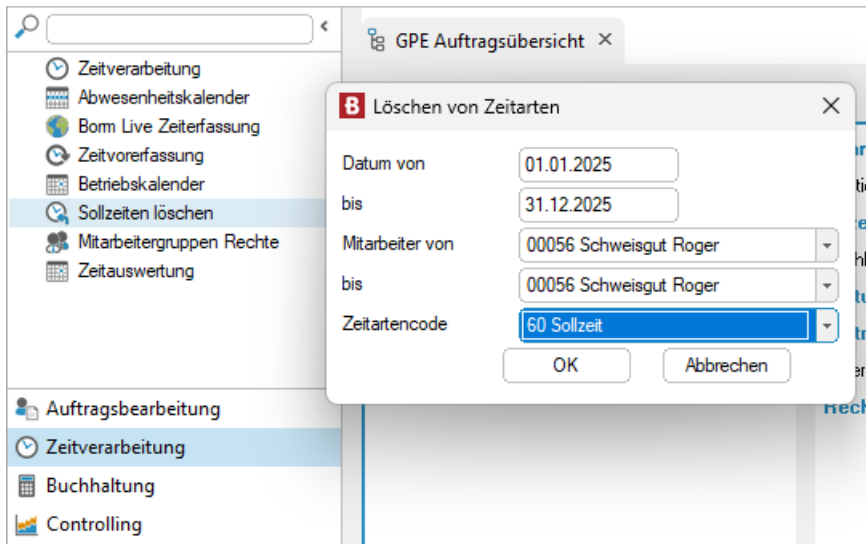 GPE Auftragsübersicht
Zeitverarbeitung
Abwesenheitskalender
Borm Live Zeiterfassung
Zeitvorerfassung
Betriebskalender
Sollzeiten löschen
Mitarbeitergruppen Rechte
Zeitauswertung
Auftragsbearbeitung
Zeitverarbeitung
Buchhaltung
Controlling
B Löschen von Zeitarten
Datum von 01.01.2025
bis 31.12.2025
Mitarbeiter von 00056 Schweisgut Roger
bis 00056 Schweisgut Roger
Zeitartencode 60 Sollzeit
OK Abbrechen